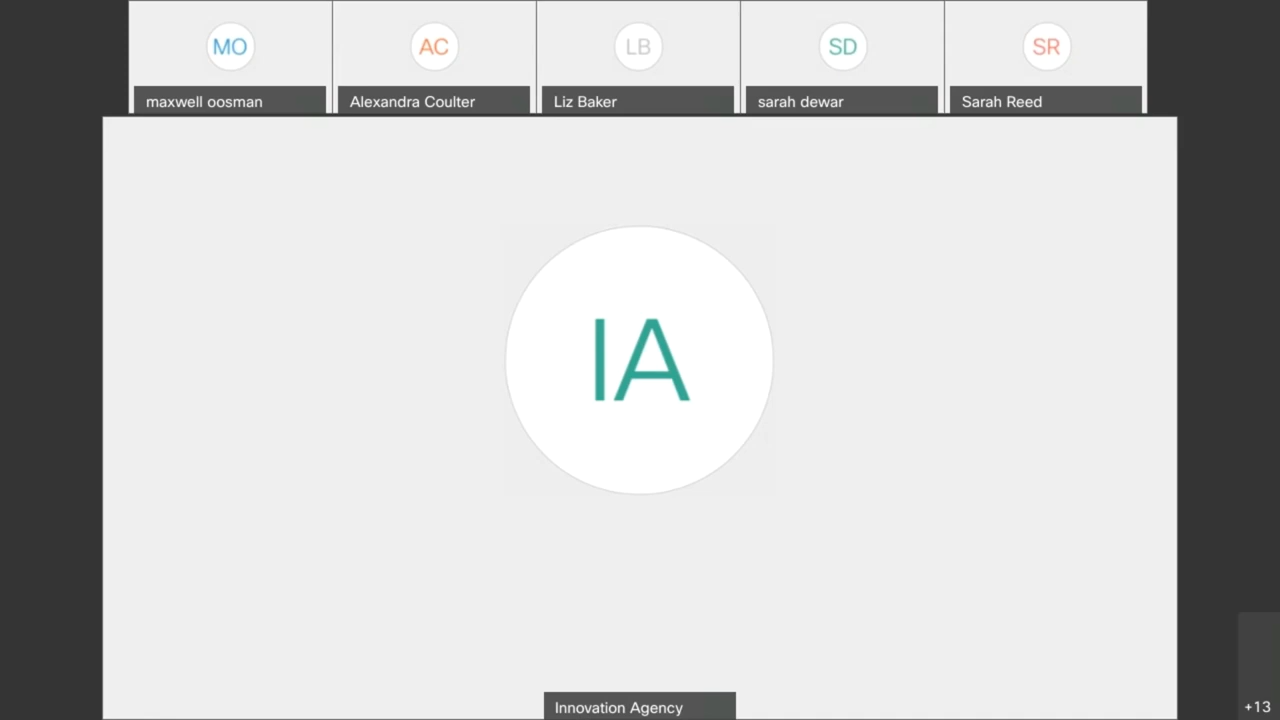 MO
AC
LB
SD
SR
maxwell oosman
Alexandra Coulter
Liz Baker
sarah dewar
Sarah Reed
IA
Innovation Agency
+13